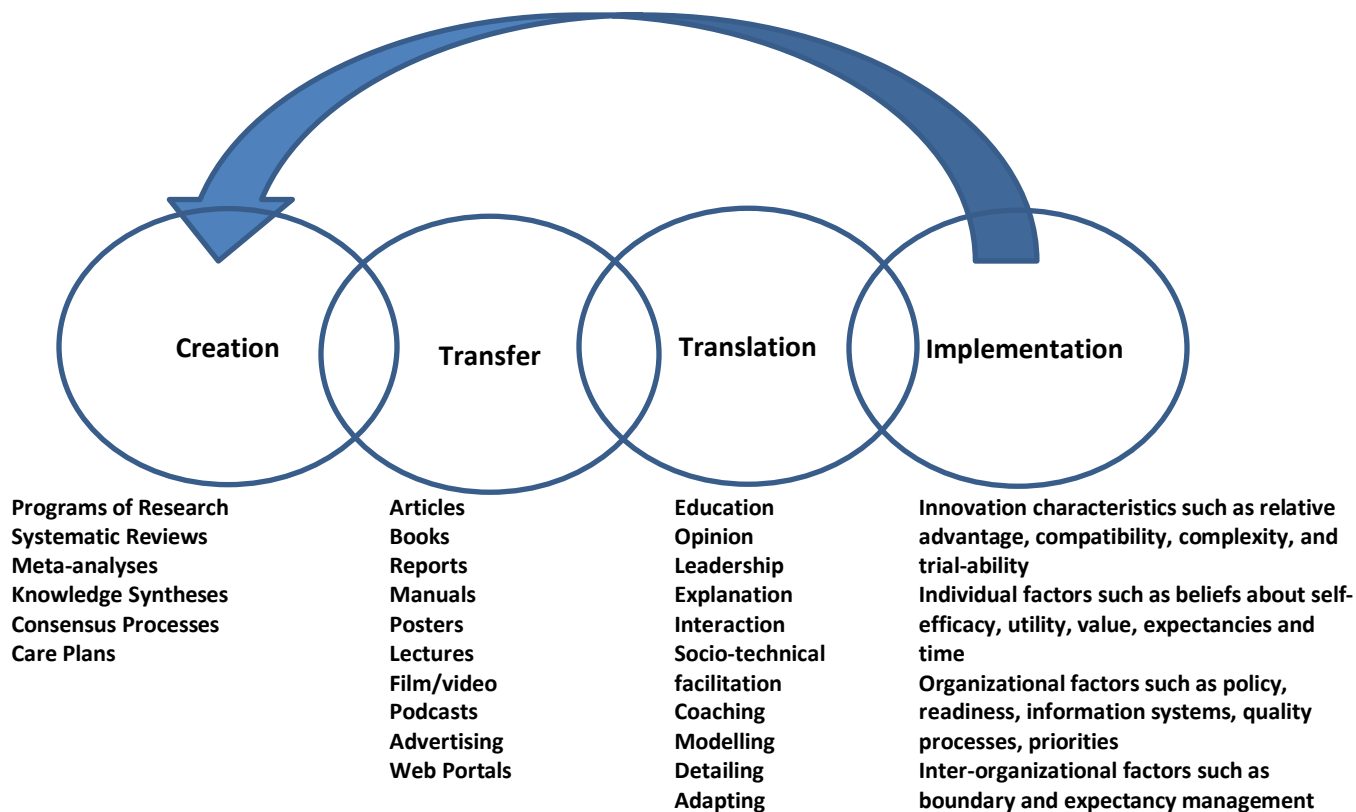 Creation
Transfer
Translation
Implementation
Programs of Research
Systematic Reviews
Meta-analyses
Knowledge Syntheses
Consensus Processes
Care Plans
Articles
Books
Reports
Manuals
Posters
Lectures
Film/video
Podcasts
Advertising
Web Portals
Education
Opinion
Leadership
Explanation
Interaction
Socio-technical
facilitation
Coaching
Modelling
Detailing
Adapting
Innovation characteristics such as relative
advantage, compatibility, complexity, and
trial-ability
Individual factors such as beliefs about self-
efficacy, utility, value, expectancies and
time
Organizational factors such as policy,
readiness, information systems, quality
processes, priorities
Inter-organizational factors such as
boundary and expectancy management